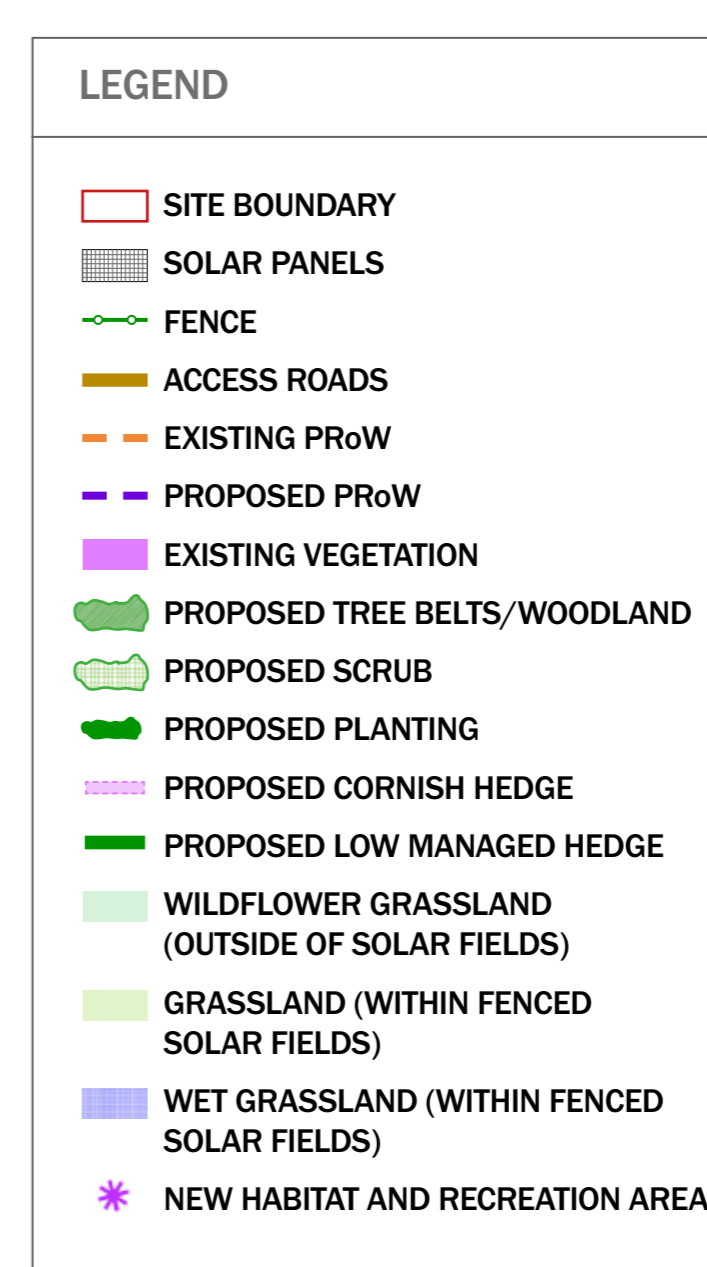 LEGEND
SITE BOUNDARY
SOLAR PANELS
FENCE
ACCESS ROADS
EXISTING PRoW
PROPOSED PRoW
EXISTING VEGETATION
PROPOSED TREE BELTS/WOODLAND
PROPOSED SCRUB
PROPOSED PLANTING
PROPOSED CORNISH HEDGE
PROPOSED LOW MANAGED HEDGE
WILDFLOWER GRASSLAND
(OUTSIDE OF SOLAR FIELDS)
GRASSLAND (WITHIN FENCED
SOLAR FIELDS)
WET GRASSLAND (WITHIN FENCED
SOLAR FIELDS)
NEW HABITAT AND RECREATION AREA